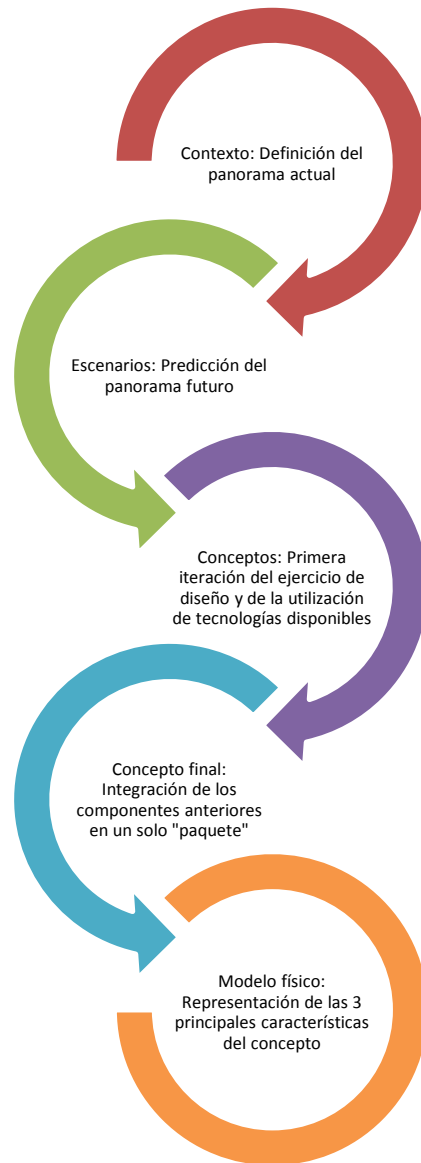 Contexto: Definición del
panorama actual
Escenarios: Predicción del
panorama futuro
Conceptos: Primera
iteración del ejercicio de
diseño y de la utilización
de tecnologías disponibles
Concepto final:
Integración de los
componentes anteriores
en un solo "paquete"
Modelo físico:
Representación de las 3
principales características
del concepto